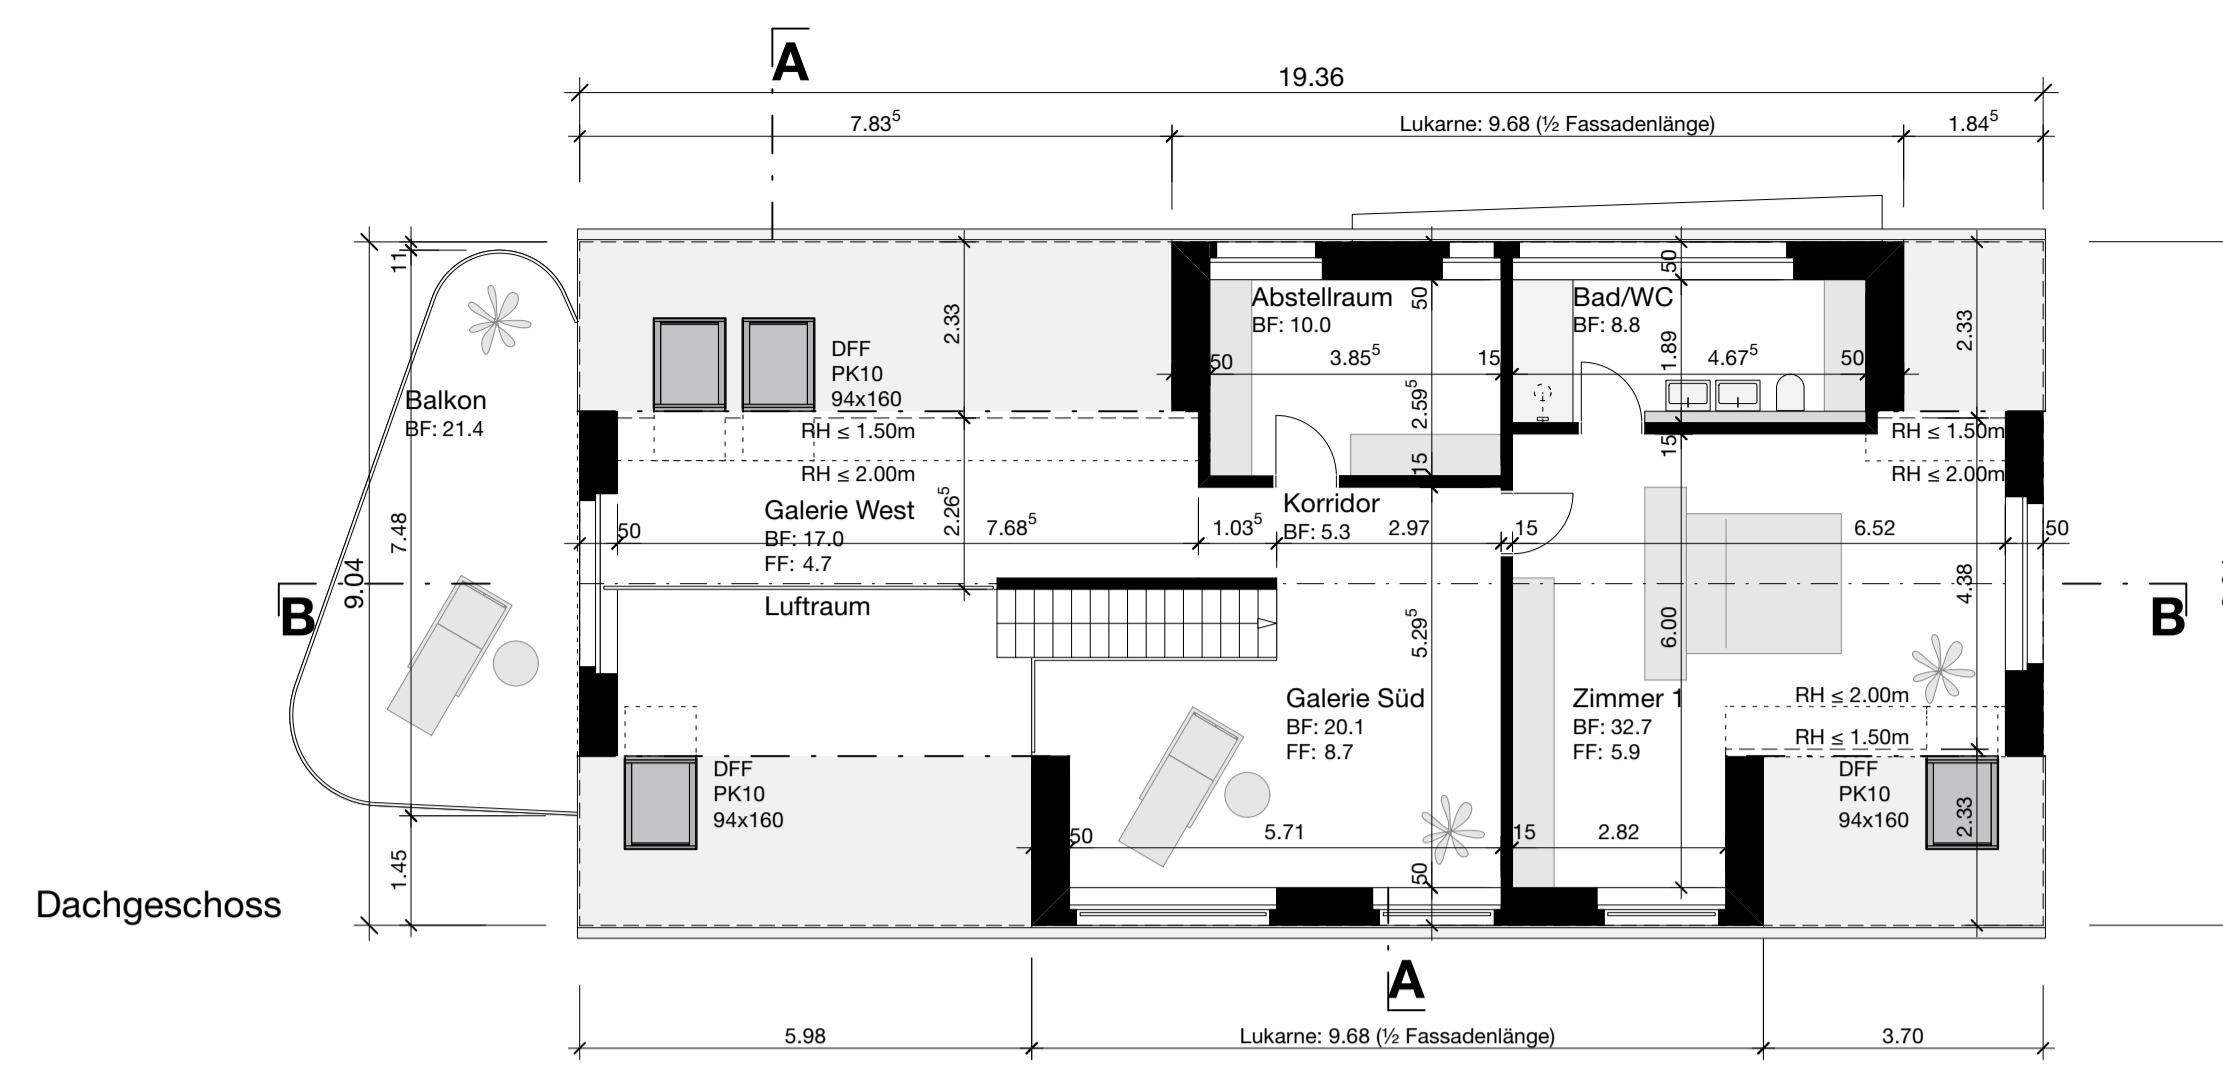 A
19.36
7.83⁵
Lukarne: 9.68 (½ Fassadenlänge)
1.84⁵
11
2.33
50
50
2.33
Abstellraum
BF: 10.0
Bad/WC
BF: 8.8
DFF
PK10
94x160
50
3.85⁵
15
1.89
4.67⁵
50
Balkon
BF: 21.4
2.59⁵
RH ≤ 1.50m
RH ≤ 1.50m
15
15
RH ≤ 2.00m
RH ≤ 2.00m
Galerie West
BF: 17.0
FF: 4.7
2.26⁵
Korridor
BF: 5.3
50
7.68⁵
1.03⁵
2.97
15
6.52
50
7.48
9.04
B
4.38
B
Luftraum
5.29⁵
6.00
Galerie Süd
BF: 20.1
FF: 8.7
Zimmer 1
BF: 32.7
FF: 5.9
RH ≤ 2.00m
RH ≤ 1.50m
DFF
PK10
94x160
DFF
PK10
94x160
2.33
50
5.71
15
2.82
1.45
50
Dachgeschoss
A
5.98
Lukarne: 9.68 (½ Fassadenlänge)
3.70